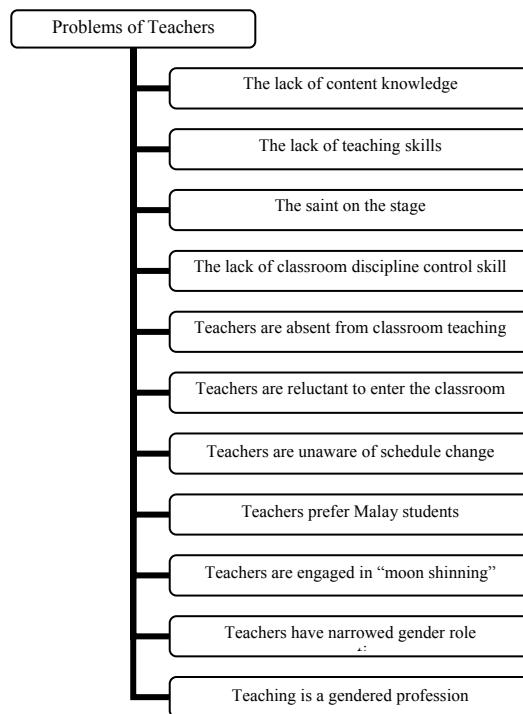 Problems of Teachers
The lack of content knowledge
The lack of teaching skills
The saint on the stage
The lack of classroom discipline control skill
Teachers are absent from classroom teaching
Teachers are reluctant to enter the classroom
Teachers are unaware of schedule change
Teachers prefer Malay students
Teachers are engaged in “moon shinning”
Teachers have narrowed gender role
Teaching is a gendered profession